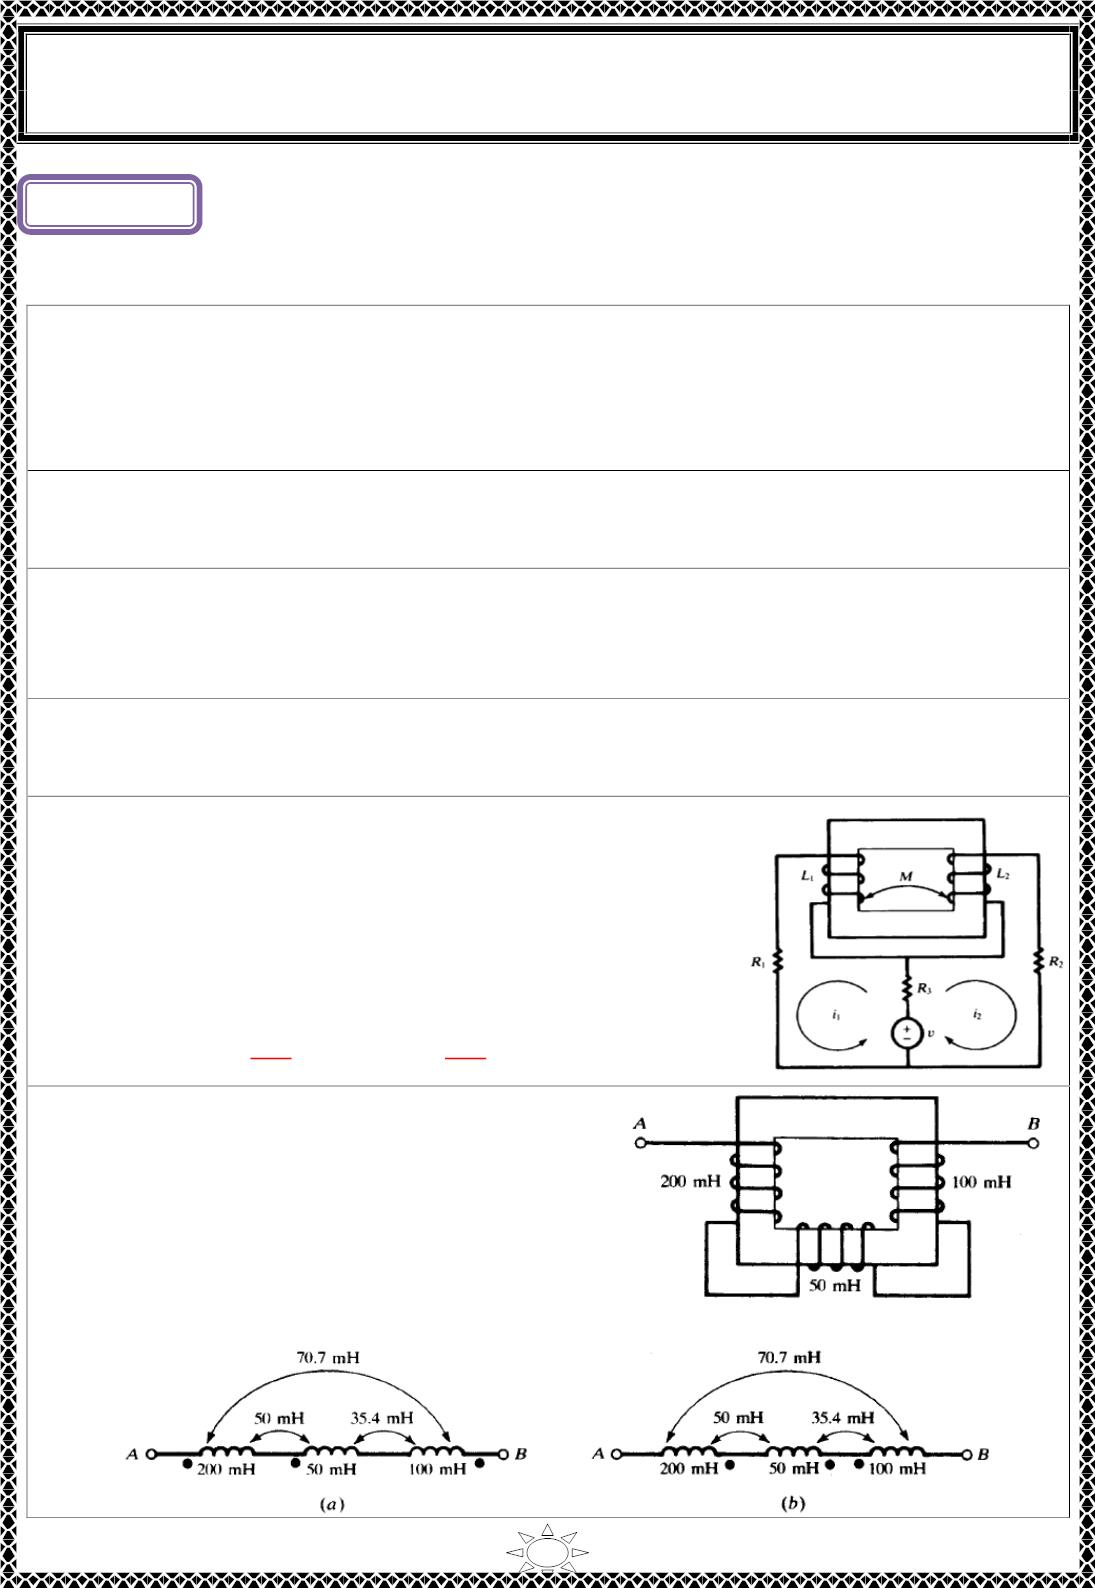 L₁ M L₂
R₁ R₂
R₃
i₁ i₂
+
− v
A B
200 mH 100 mH
50 mH
70.7 mH
50 mH 35.4 mH
A B
200 mH 50 mH 100 mH
(a)
70.7 mH
50 mH 35.4 mH
A B
200 mH 50 mH 100 mH
(b)